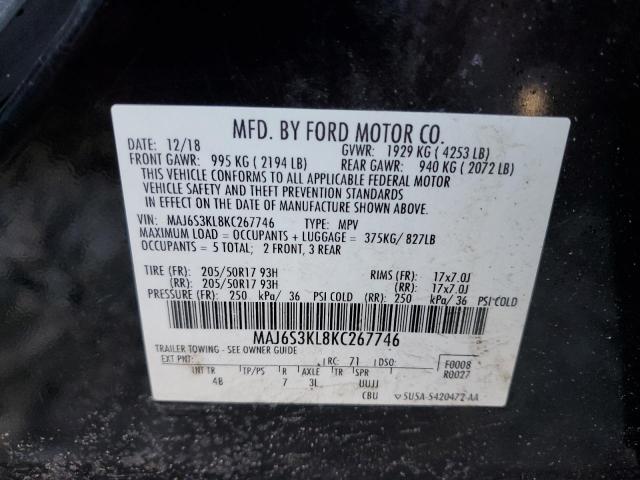 MFD. BY FORD MOTOR CO.
DATE: 12/18 GVWR: 1929 KG ( 4253 LB)
FRONT GAWR: 995 KG ( 2194 LB) REAR GAWR: 940 KG ( 2072 LB)
THIS VEHICLE CONFORMS TO ALL APPLICABLE FEDERAL MOTOR
VEHICLE SAFETY AND THEFT PREVENTION STANDARDS
IN EFFECT ON THE DATE OF MANUFACTURE SHOWN ABOVE.
VIN: MAJ6S3KL8KC267746 TYPE: MPV
MAXIMUM LOAD = OCCUPANTS + LUGGAGE = 375KG/ 827LB
OCCUPANTS = 5 TOTAL; 2 FRONT, 3 REAR
TIRE (FR): 205/50R17 93H RIMS (FR): 17x7.0J
(RR): 205/50R17 93H (RR): 17x7.0J
PRESSURE (FR): 250 kPa/ 36 PSI COLD (RR): 250 kPa/ 36 PSI COLD
MAJ6S3KL8KC267746
TRAILER TOWING - SEE OWNER GUIDE
EXT PNT: RC: 71 DSO: F0008
INT TR TP/PS R AXLE TR SPR R0027
4B 7 3L UUJJ
CBU SU5A-S420472-AA